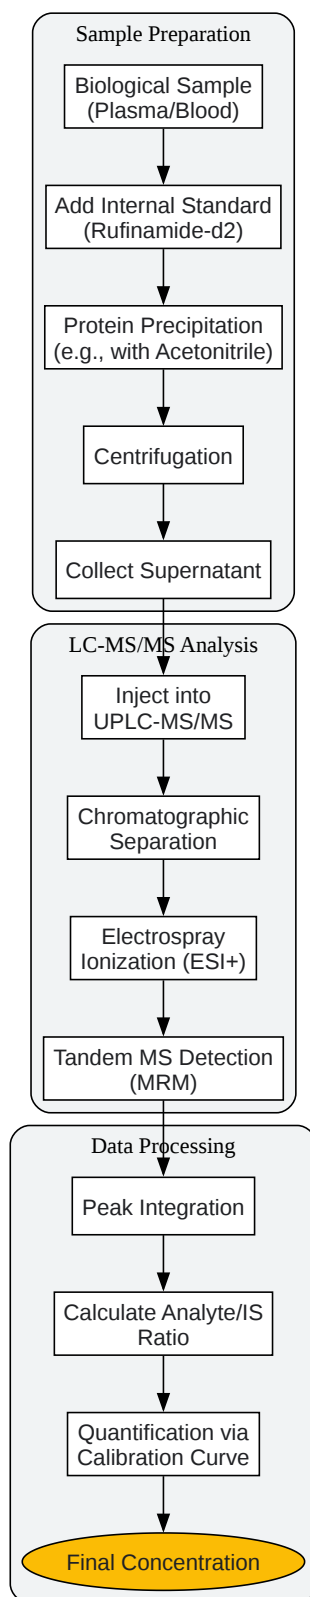 Sample Preparation
Biological Sample
(Plasma/Blood)
Add Internal Standard
(Rufinamide-d2)
Protein Precipitation
(e.g., with Acetonitrile)
Centrifugation
Collect Supernatant
LC-MS/MS Analysis
Inject into
UPLC-MS/MS
Chromatographic
Separation
Electrospray
Ionization (ESI+)
Tandem MS Detection
(MRM)
Data Processing
Peak Integration
Calculate Analyte/IS
Ratio
Quantification via
Calibration Curve
Final Concentration